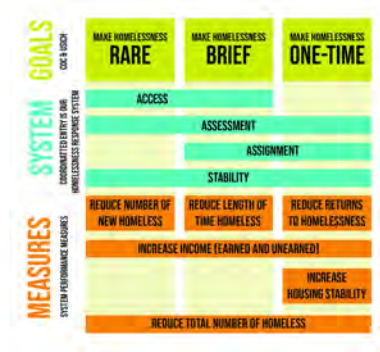 GOALS
COC & USICH
MAKE HOMELESSNESS
RARE
MAKE HOMELESSNESS
BRIEF
MAKE HOMELESSNESS
ONE-TIME
SYSTEM
COORDINATED ENTRY IS OUR
HOMELESSNESS RESPONSE SYSTEM
ACCESS
ASSESSMENT
ASSIGNMENT
STABILITY
MEASURES
SYSTEM PERFORMANCE MEASURES
REDUCE NUMBER OF
NEW HOMELESS
REDUCE LENGTH OF
TIME HOMELESS
REDUCE RETURNS
TO HOMELESSNESS
INCREASE INCOME (EARNED AND UNEARNED)
INCREASE
HOUSING STABILITY
REDUCE TOTAL NUMBER OF HOMELESS